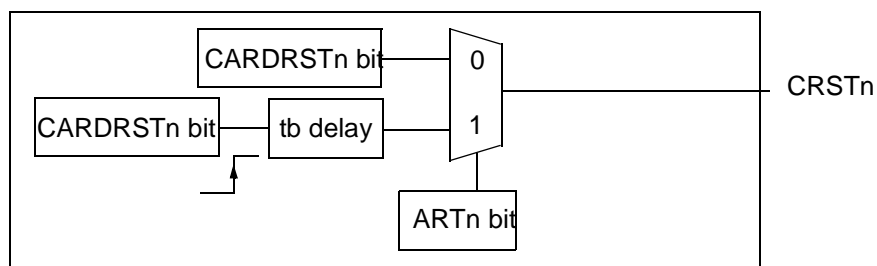 CARDRSTn bit
0
CRSTn
CARDRSTn bit
tb delay
1
ARTn bit